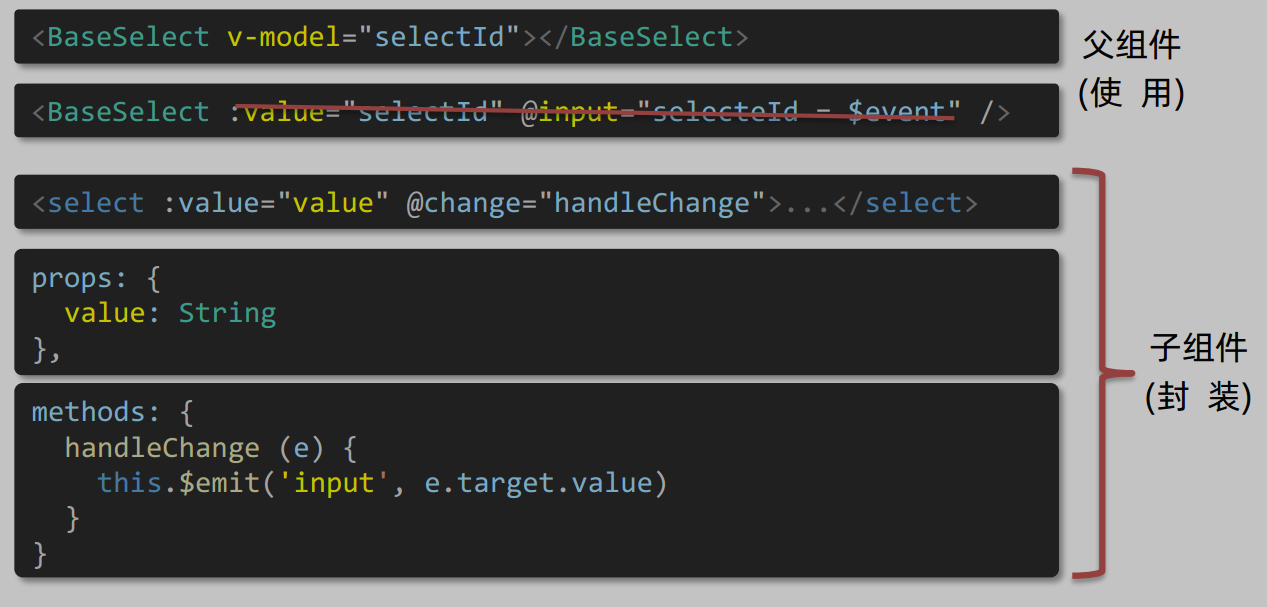 <BaseSelect v-model="selectId"></BaseSelect>
父组件
(使 用)
<BaseSelect :value="selectId" @input="selecteId = $event" />
<select :value="value" @change="handleChange">...</select>
props: {
value: String
},
子组件
(封 装)
methods: {
handleChange (e) {
this.$emit('input', e.target.value)
}
}